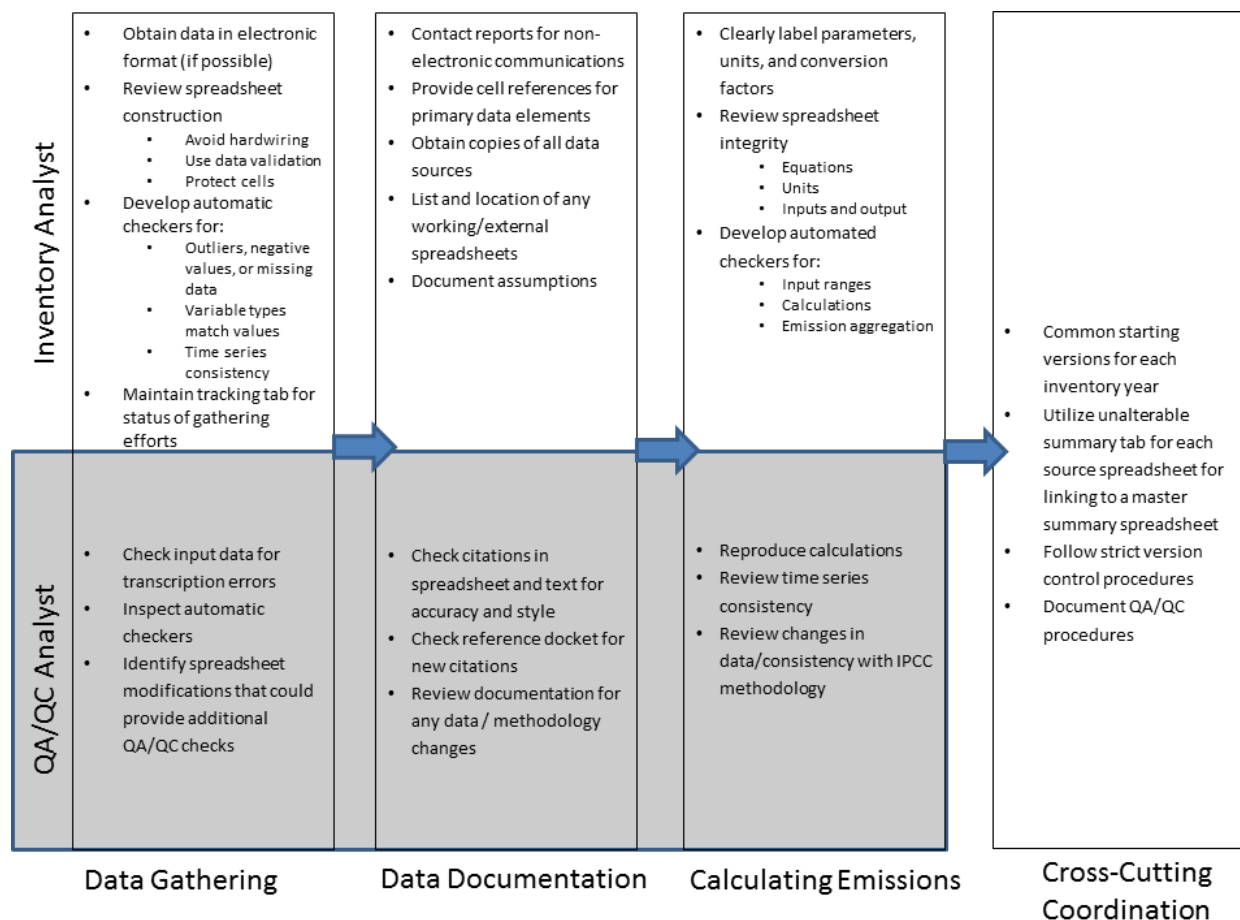 Inventory Analyst
• Obtain data in electronic
format (if possible)
• Review spreadsheet
construction
• Avoid hardwiring
• Use data validation
• Protect cells
• Develop automatic
checkers for:
• Outliers, negative
values, or missing
data
• Variable types
match values
• Time series
consistency
• Maintain tracking tab for
status of gathering
efforts
• Contact reports for non-
electronic communications
• Provide cell references for
primary data elements
• Obtain copies of all data
sources
• List and location of any
working/external
spreadsheets
• Document assumptions
• Clearly label parameters,
units, and conversion
factors
• Review spreadsheet
integrity
• Equations
• Units
• Inputs and output
• Develop automated
checkers for:
• Input ranges
• Calculations
• Emission aggregation
QA/QC Analyst
• Check input data for
transcription errors
• Inspect automatic
checkers
• Identify spreadsheet
modifications that could
provide additional
QA/QC checks
• Check citations in
spreadsheet and text for
accuracy and style
• Check reference docket for
new citations
• Review documentation for
any data / methodology
changes
• Reproduce calculations
• Review time series
consistency
• Review changes in
data/consistency with IPCC
methodology
• Common starting
versions for each
inventory year
• Utilize unalterable
summary tab for each
source spreadsheet for
linking to a master
summary spreadsheet
• Follow strict version
control procedures
• Document QA/QC
procedures
Data Gathering
Data Documentation
Calculating Emissions
Cross-Cutting
Coordination